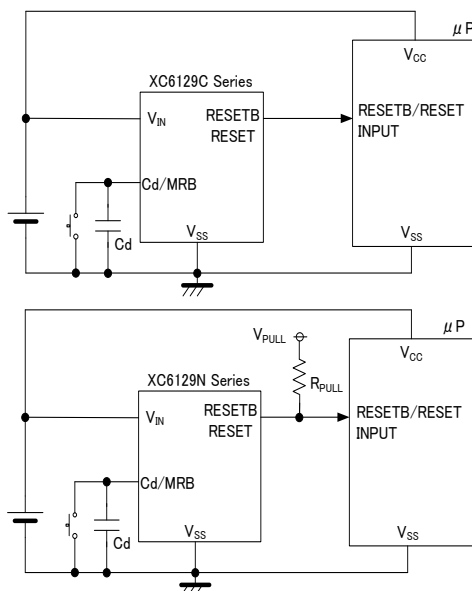 μP
VCC
XC6129C Series
VIN
RESETB
RESET
RESETB/RESET
INPUT
Cd/MRB
Cd
VSS
VSS
μP
VPULL
VCC
RPULL
XC6129N Series
VIN
RESETB
RESET
RESETB/RESET
INPUT
Cd/MRB
Cd
VSS
VSS